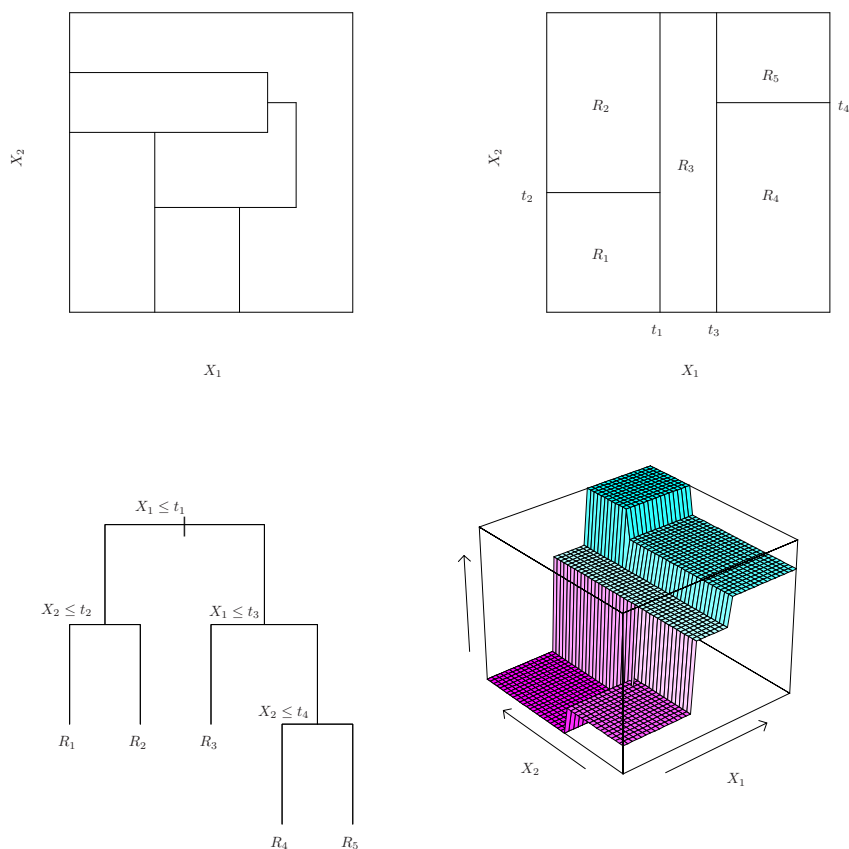 X₂
X₁
R₂
R₅
t₄
R₃
X₂
t₂
R₄
R₁
t₁
t₃
X₁
X₁ ≤ t₁
X₂ ≤ t₂
X₁ ≤ t₃
X₂ ≤ t₄
R₁
R₂
R₃
R₄
R₅
X₂
X₁